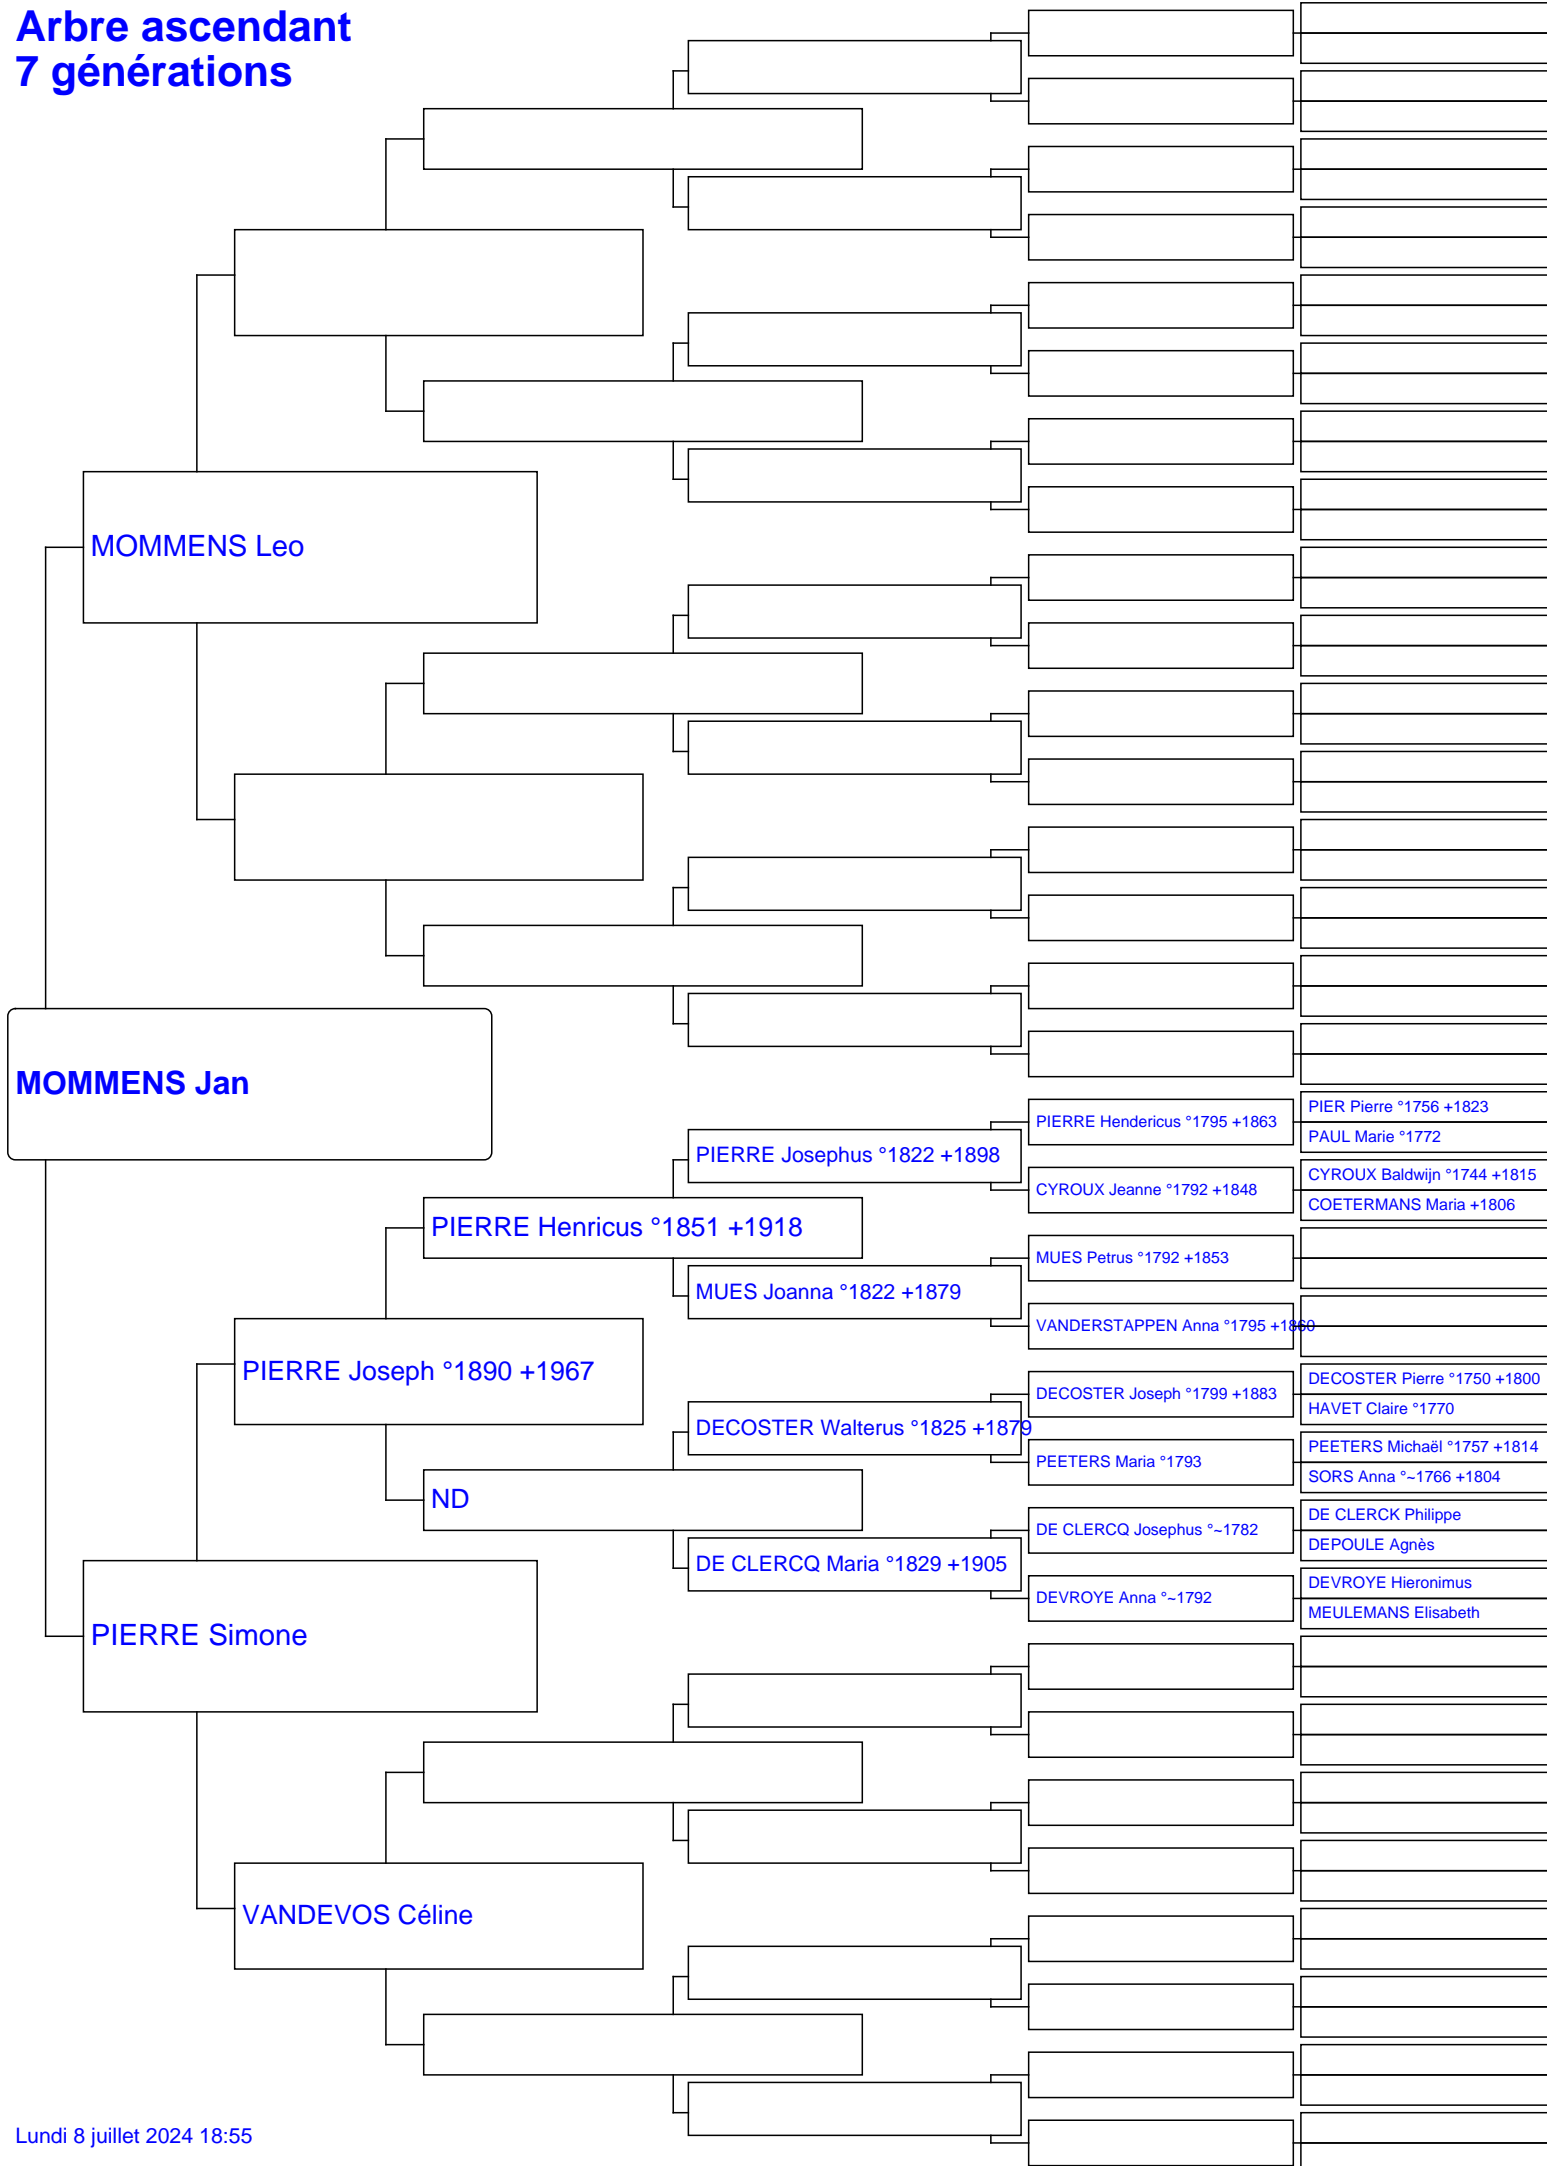 Arbre ascendant
7 générations
MOMMENS Leo
MOMMENS Jan
PIERRE Simone
PIERRE Joseph °1890 +1967
VANDEVOS Céline
PIERRE Henricus °1851 +1918
ND
PIERRE Josephus °1822 +1898
MUES Joanna °1822 +1879
DECOSTER Walterus °1825 +1879
DE CLERCQ Maria °1829 +1905
PIERRE Hendericus °1795 +1863
CYROUX Jeanne °1792 +1848
MUES Petrus °1792 +1853
VANDERSTAPPEN Anna °1795 +1860
DECOSTER Joseph °1799 +1883
PEETERS Maria °1793
DE CLERCQ Josephus °~1782
DEVROYE Anna °~1792
PIER Pierre °1756 +1823
PAUL Marie °1772
CYROUX Baldwijn °1744 +1815
COETERMANS Maria +1806
DECOSTER Pierre °1750 +1800
HAVET Claire °1770
PEETERS Michaël °1757 +1814
SORS Anna °~1766 +1804
DE CLERCK Philippe
DEPOULE Agnès
DEVROYE Hieronimus
MEULEMANS Elisabeth
Lundi 8 juillet 2024 18:55